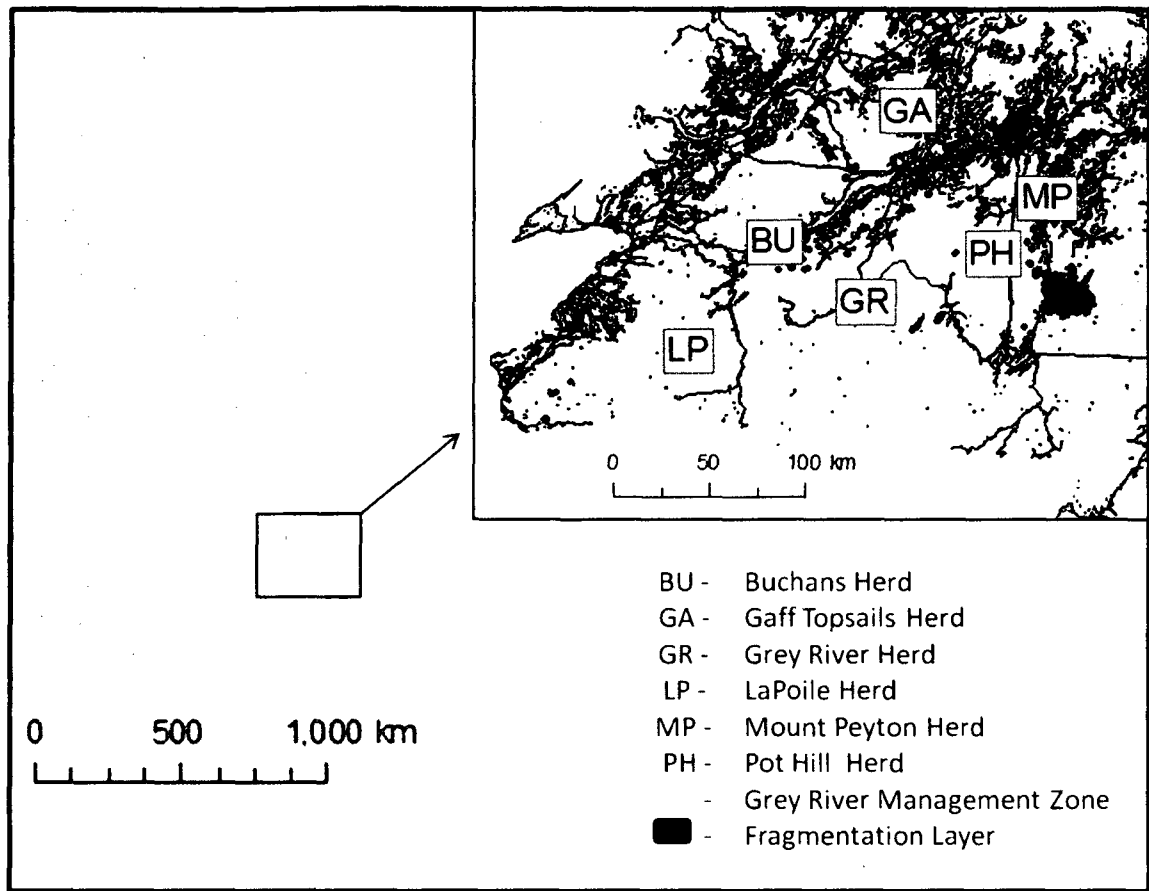 GA
MP
BU
PH
GR
LP
0 50 100 km
BU - Buchans Herd
GA - Gaff Topsails Herd
GR - Grey River Herd
LP - LaPoile Herd
MP - Mount Peyton Herd
PH - Pot Hill Herd
- Grey River Management Zone
- Fragmentation Layer
0 500 1,000 km